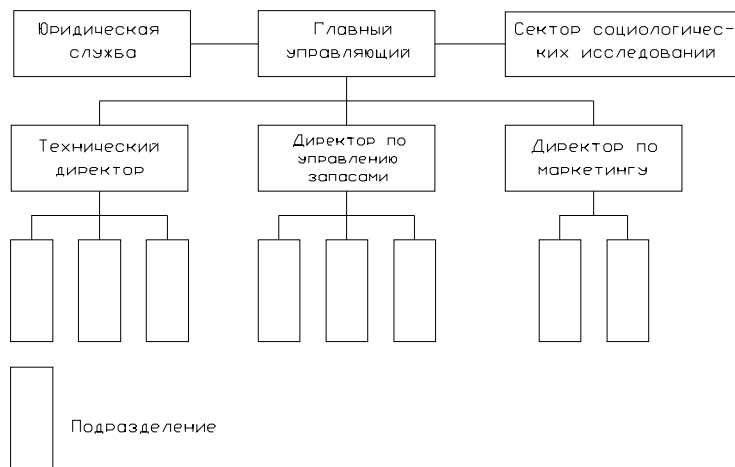 Юридическая
служба
Главный
управляющий
Сектор социологичес-
ких исследований
Технический
директор
Директор по
управлению
запасами
Директор по
маркетингу
Подразделение